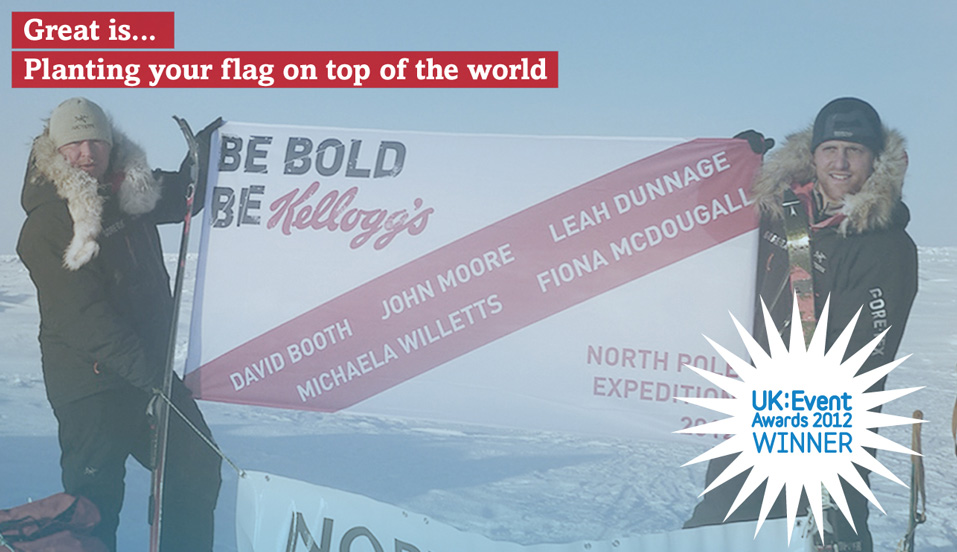 Great is...
Planting your flag on top of the world
BE BOLD
BE Kellogg's
DAVID BOOTH JOHN MOORE LEAH DUNNAGE
MICHAELA WILLETTS FIONA MCDOUGALL
NORTH POLE
EXPEDITION
UK:Event
Awards 2012
WINNER